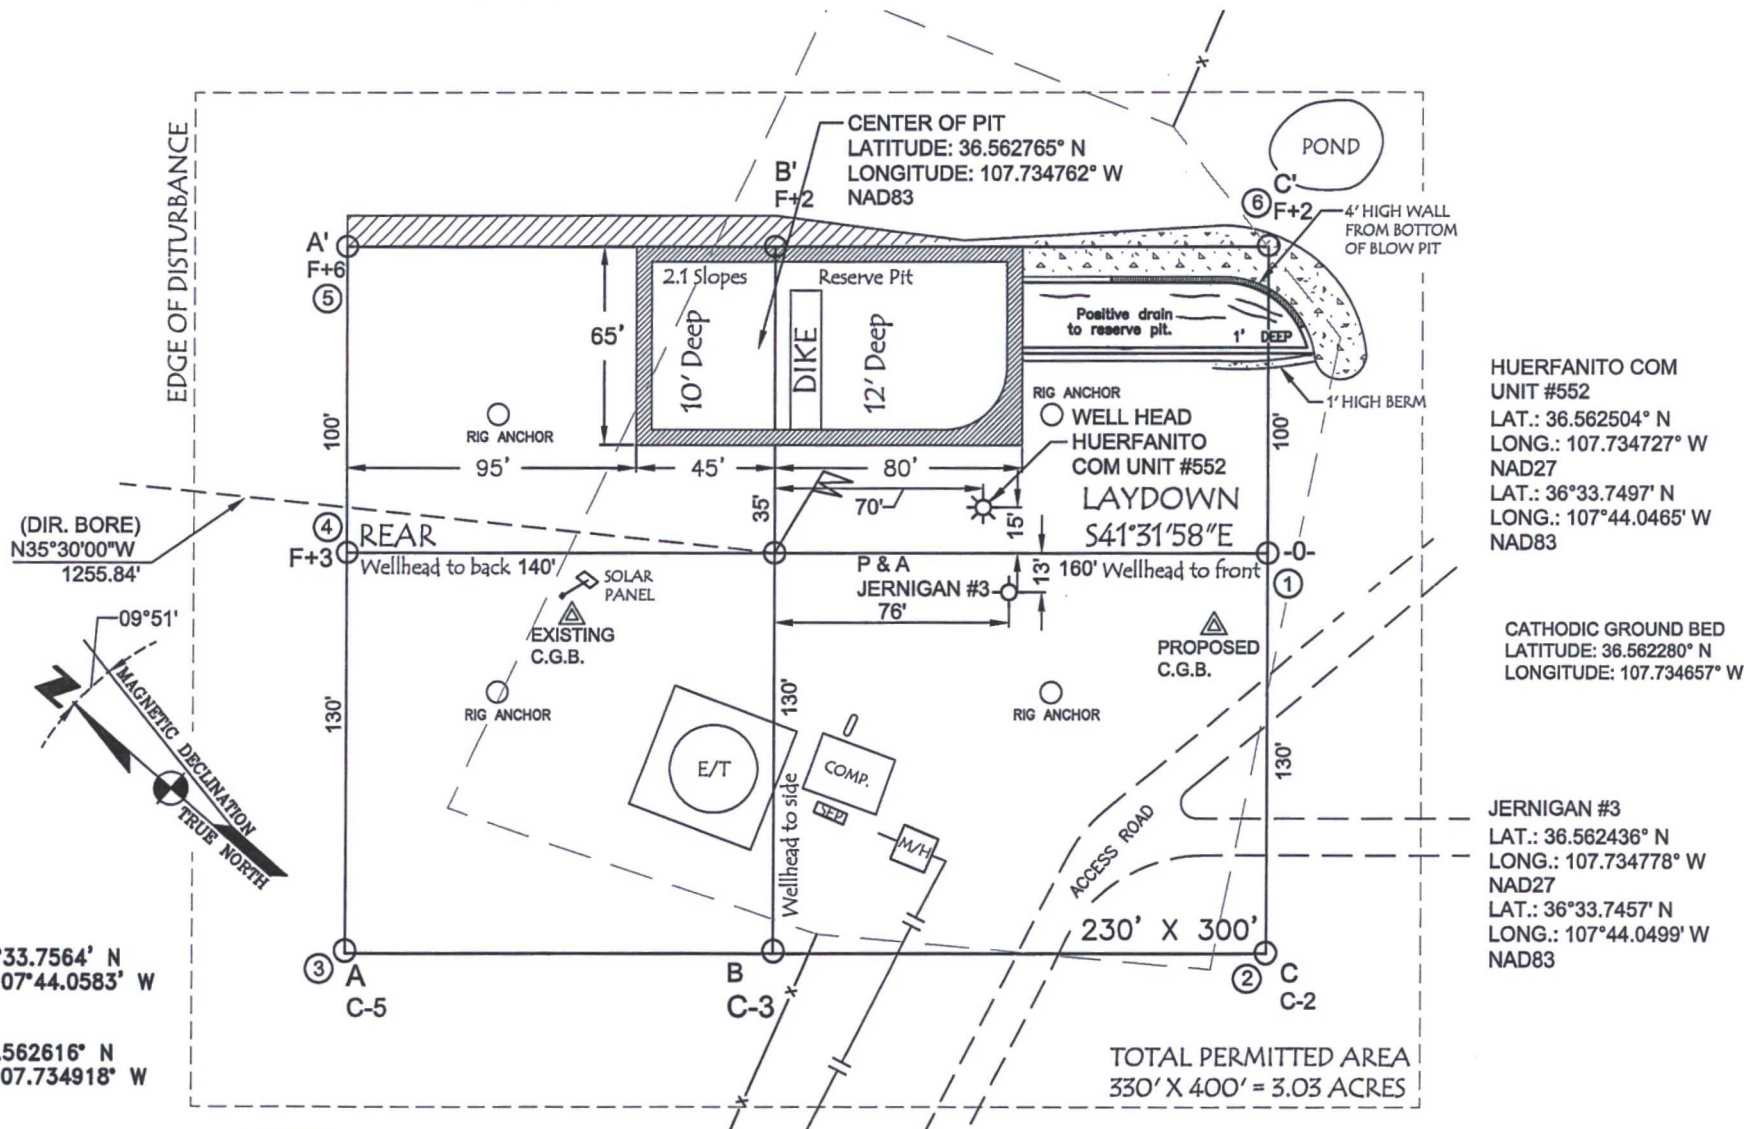 CENTER OF PIT
LATITUDE: 36.562765° N
LONGITUDE: 107.734762° W
NAD83
POND
EDGE OF DISTURBANCE
B'
F+2
C'
6
F+2
4' HIGH WALL
FROM BOTTOM
OF BLOW PIT
A'
F+6
5
2.1 Slopes
Reserve Pit
65'
10' Deep
DIKE
12' Deep
Positive drain
to reserve pit.
1' DEEP
1' HIGH BERM
RIG ANCHOR
RIG ANCHOR
WELL HEAD
HUERFANITO
COM UNIT #552
100'
100'
95'
45'
80'
70'
35'
15'
LAYDOWN
S41°31'58"E
HUERFANITO COM
UNIT #552
LAT.: 36.562504° N
LONG.: 107.734727° W
NAD27
LAT.: 36°33.7497' N
LONG.: 107°44.0465' W
NAD83
(DIR. BORE)
N35°30'00"W
1255.84'
4
REAR
F+3
Wellhead to back 140'
P & A
JERNIGAN #3
76'
13'
160' Wellhead to front
-0-
1
SOLAR
PANEL
EXISTING
C.G.B.
PROPOSED
C.G.B.
CATHODIC GROUND BED
LATITUDE: 36.562280° N
LONGITUDE: 107.734657° W
09°51'
N
MAGNETIC DECLINATION
TRUE NORTH
RIG ANCHOR
RIG ANCHOR
130'
130'
130'
Wellhead to side
E/T
COMP.
SEP
M/H
ACCESS ROAD
JERNIGAN #3
LAT.: 36.562436° N
LONG.: 107.734778° W
NAD27
LAT.: 36°33.7457' N
LONG.: 107°44.0499' W
NAD83
230' X 300'
°33.7564' N
07°44.0583' W
.562616° N
07.734918° W
3
A
C-5
B
C-3
2
C
C-2
TOTAL PERMITTED AREA
330' X 400' = 3.03 ACRES